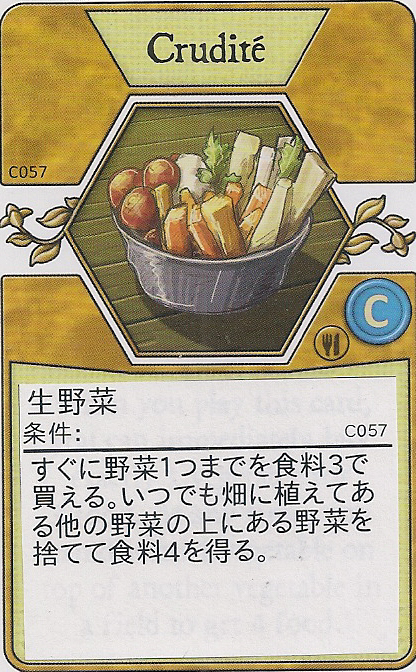 Crudité
C057
C
生野菜
条件:
C057
すぐに野菜1つまでを食料3で
買える。いつでも畑に植えてあ
る他の野菜の上にある野菜を
捨てて食料4を得る。